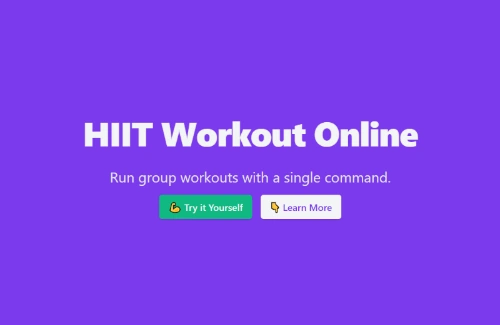 HIIT Workout Online
Run group workouts with a single command.
💪 Try it Yourself 👇 Learn More